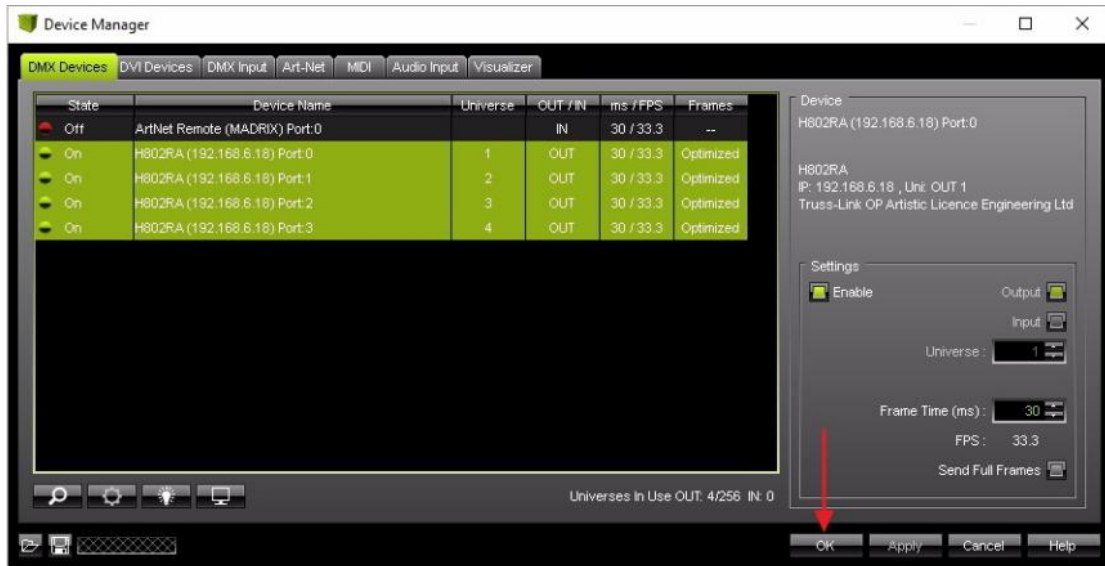 Device Manager
DMX Devices DVI Devices DMX Input Art-Net MIDI Audio Input Visualizer
State Device Name Universe OUT / IN ms / FPS Frames
Off ArtNet Remote (MADRIX) Port:0 IN 30 / 33.3 --
On H802RA (192.168.6.18) Port:0 1 OUT 30 / 33.3 Optimized
On H802RA (192.168.6.18) Port:1 2 OUT 30 / 33.3 Optimized
On H802RA (192.168.6.18) Port:2 3 OUT 30 / 33.3 Optimized
On H802RA (192.168.6.18) Port:3 4 OUT 30 / 33.3 Optimized
Universes In Use OUT: 4/256 IN: 0
Device
H802RA (192.168.6.18) Port:0
H802RA
IP: 192.168.6.18 , Uni: OUT 1
Truss-Link OP Artistic Licence Engineering Ltd
Settings
Enable Output
Input
Universe : 1
Frame Time (ms) : 30
FPS : 33.3
Send Full Frames
OK Apply Cancel Help